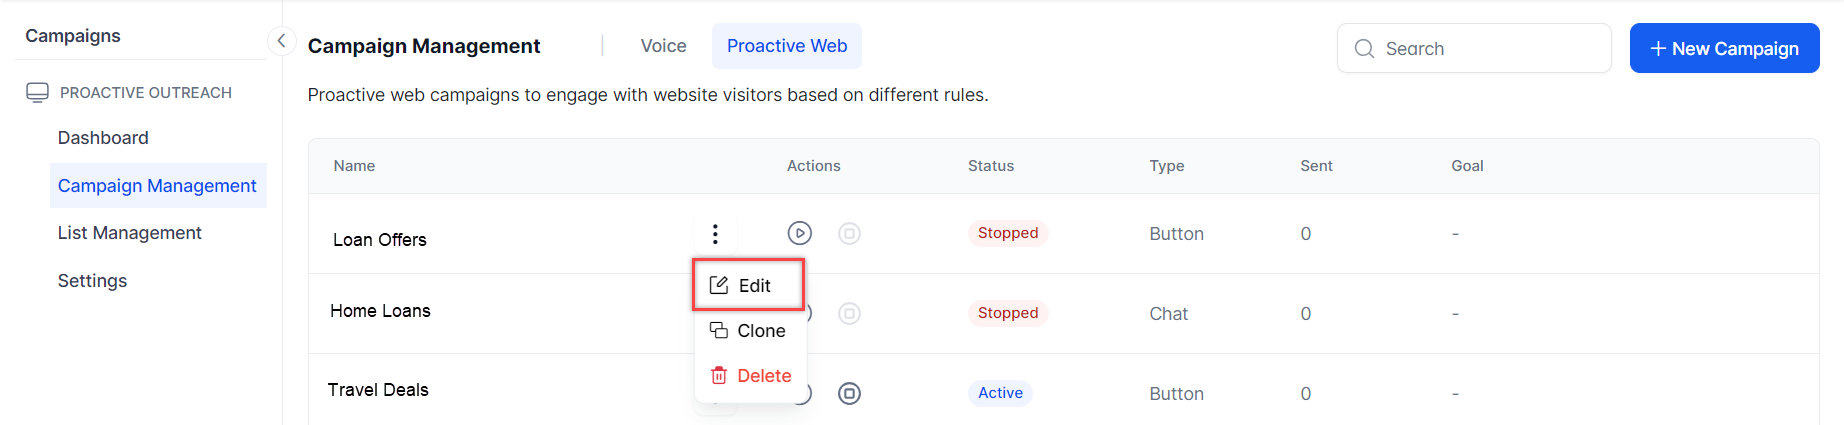 Campaigns
PROACTIVE OUTREACH
Dashboard
Campaign Management
List Management
Settings
Campaign Management | Voice Proactive Web
Search
+ New Campaign
Proactive web campaigns to engage with website visitors based on different rules.
Name Actions Status Type Sent Goal
Loan Offers Stopped Button 0 -
Edit
Home Loans Stopped Chat 0 -
Clone
Delete
Travel Deals Active Button 0 -